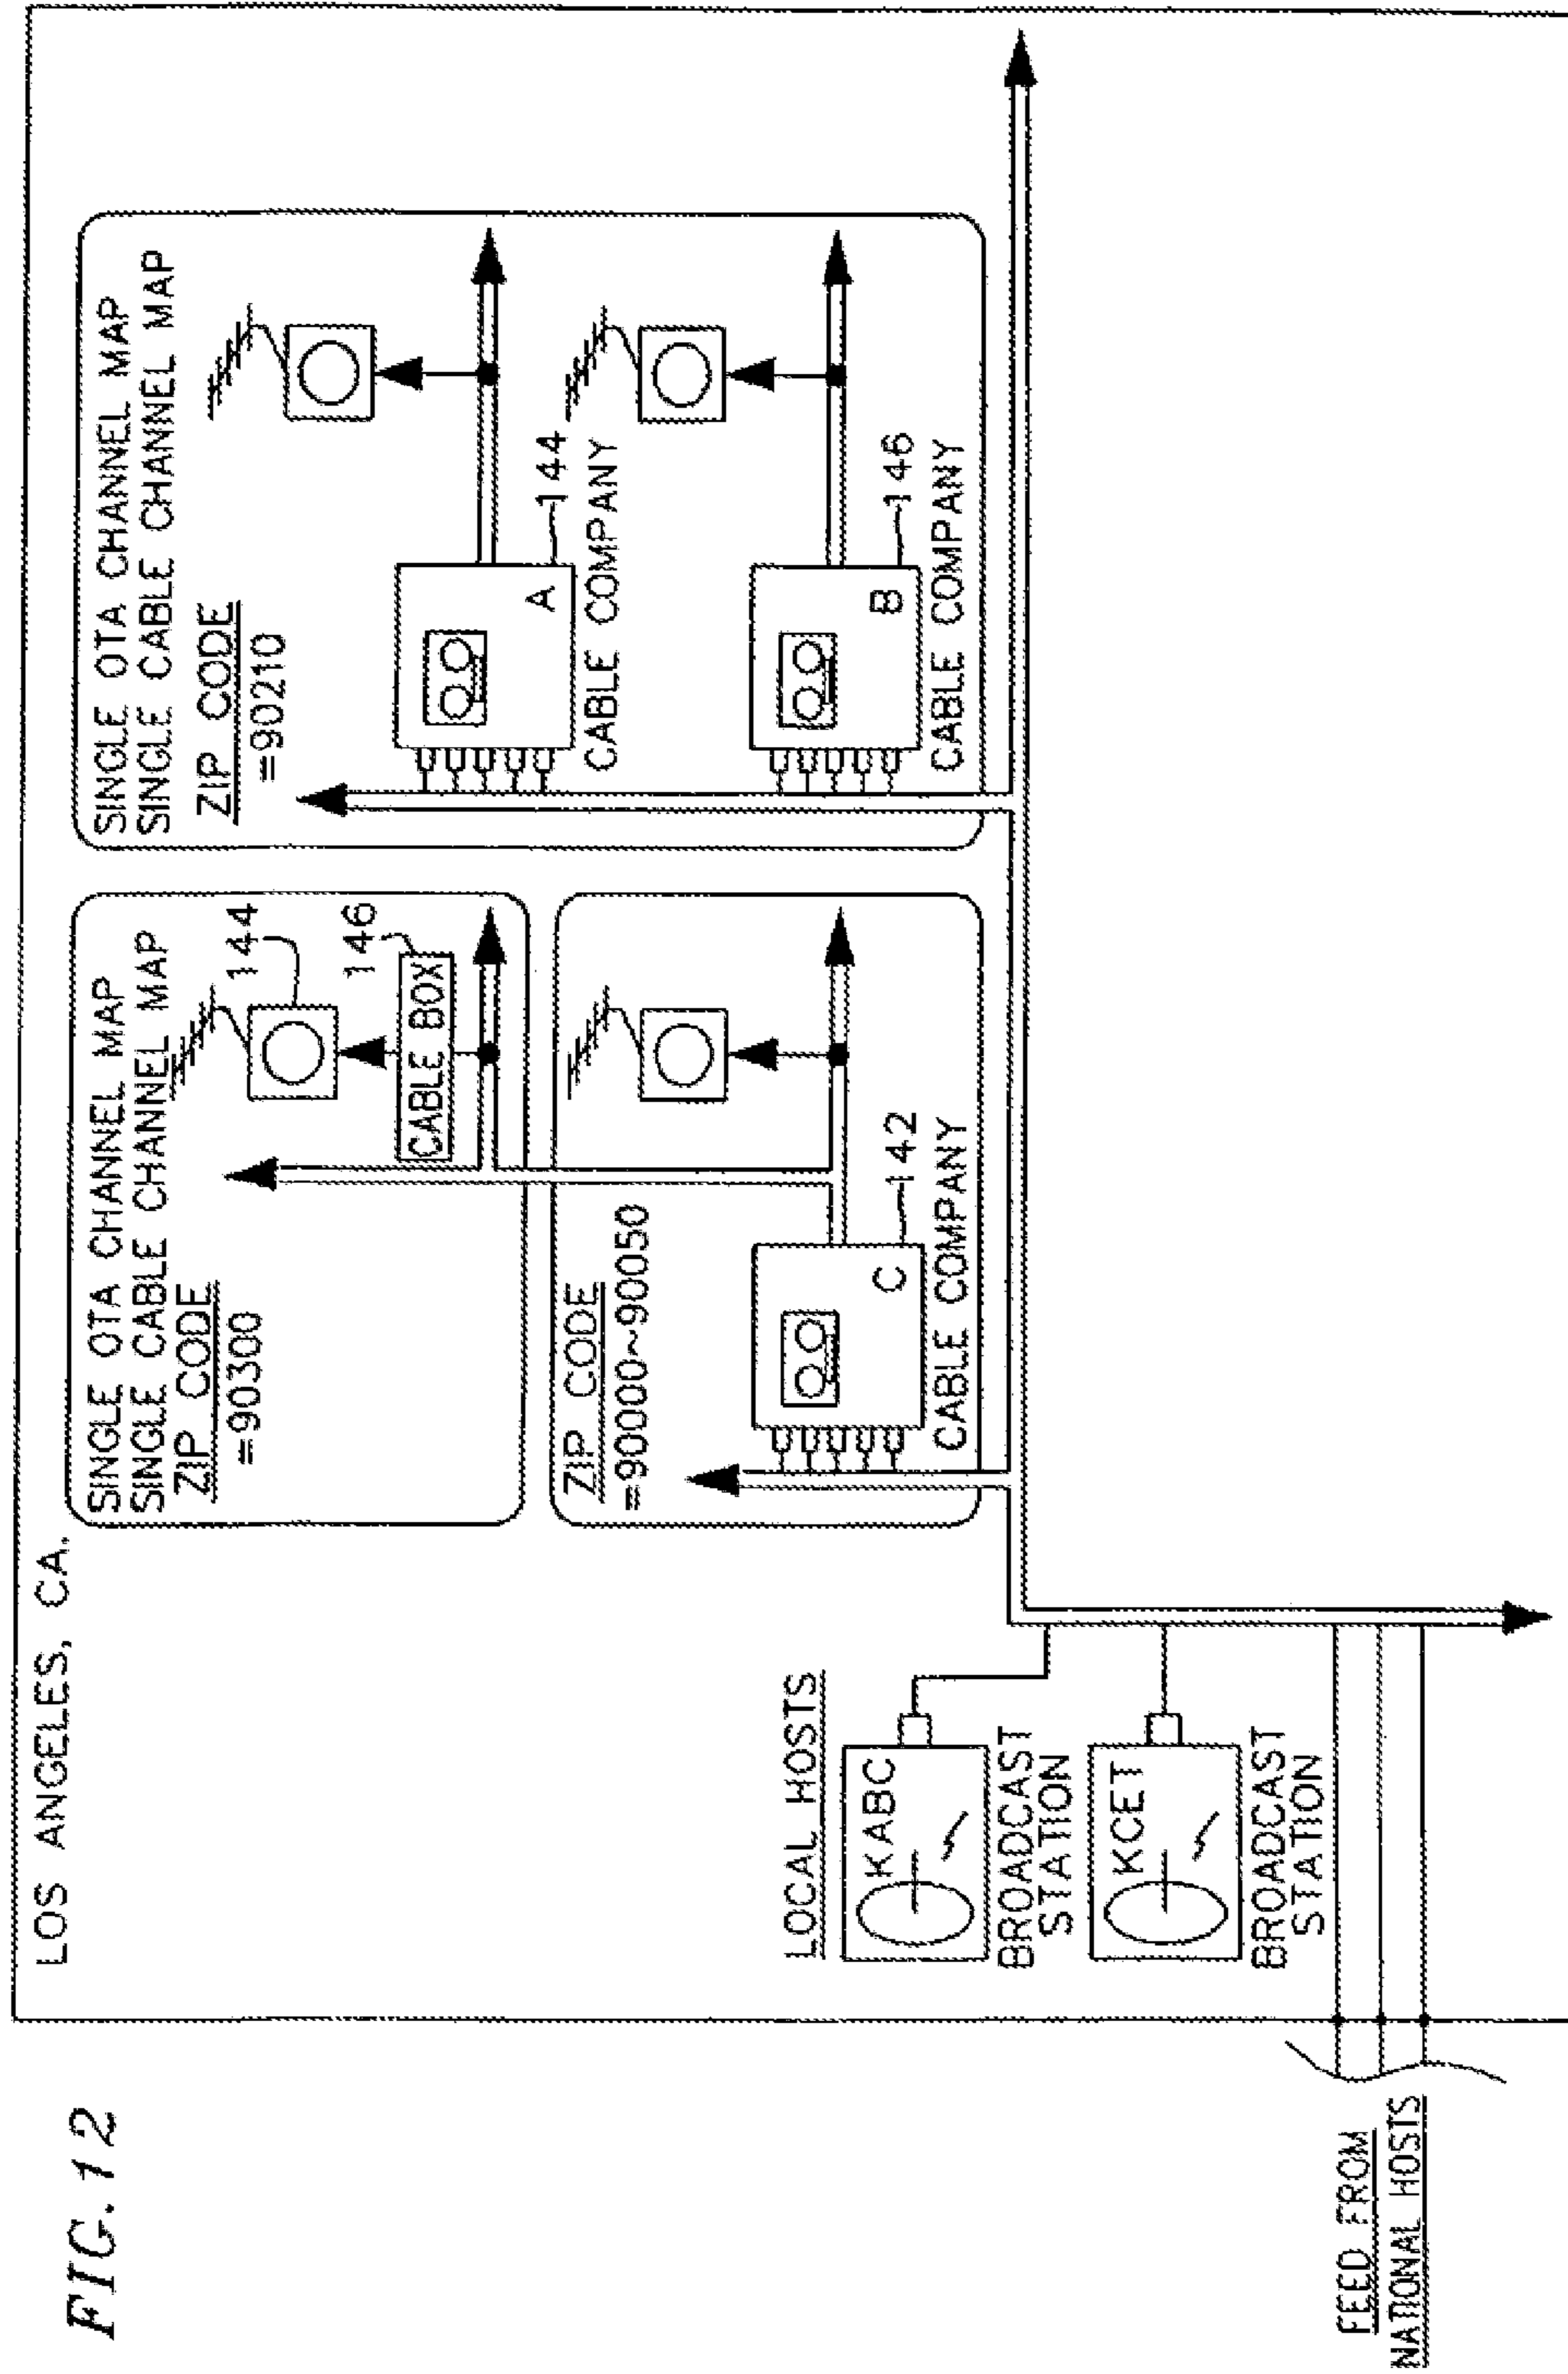 FIG.12
LOS ANGELES, CA.
SINGLE OTA CHANNEL MAP
SINGLE CABLE CHANNEL MAP
ZIP CODE
=90300
144
146
CABLE BOX
SINGLE OTA CHANNEL MAP
SINGLE CABLE CHANNEL MAP
ZIP CODE
=90210
A
144
CABLE COMPANY
B
146
CABLE COMPANY
ZIP CODE
=90000~90050
C
142
CABLE COMPANY
LOCAL HOSTS
KABC
BROADCAST
STATION
KCET
BROADCAST
STATION
FEED FROM
NATIONAL HOSTS